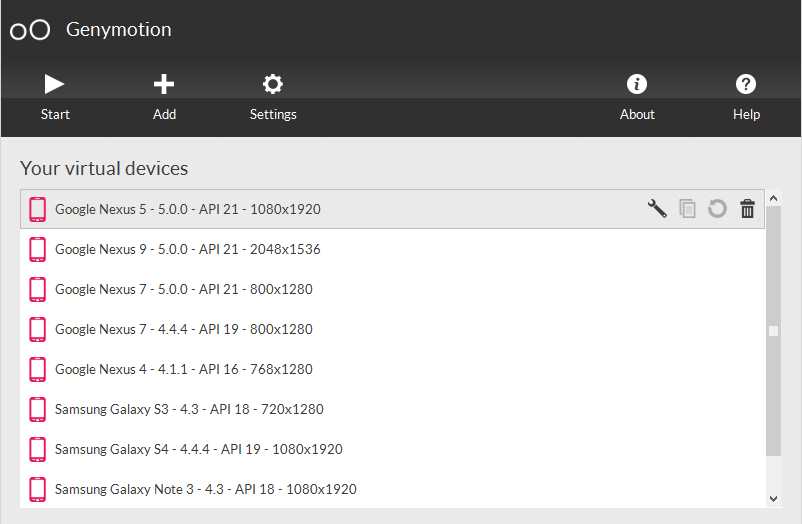 Genymotion
Start Add Settings About Help
Your virtual devices
Google Nexus 5 - 5.0.0 - API 21 - 1080x1920
Google Nexus 9 - 5.0.0 - API 21 - 2048x1536
Google Nexus 7 - 5.0.0 - API 21 - 800x1280
Google Nexus 7 - 4.4.4 - API 19 - 800x1280
Google Nexus 4 - 4.1.1 - API 16 - 768x1280
Samsung Galaxy S3 - 4.3 - API 18 - 720x1280
Samsung Galaxy S4 - 4.4.4 - API 19 - 1080x1920
Samsung Galaxy Note 3 - 4.3 - API 18 - 1080x1920